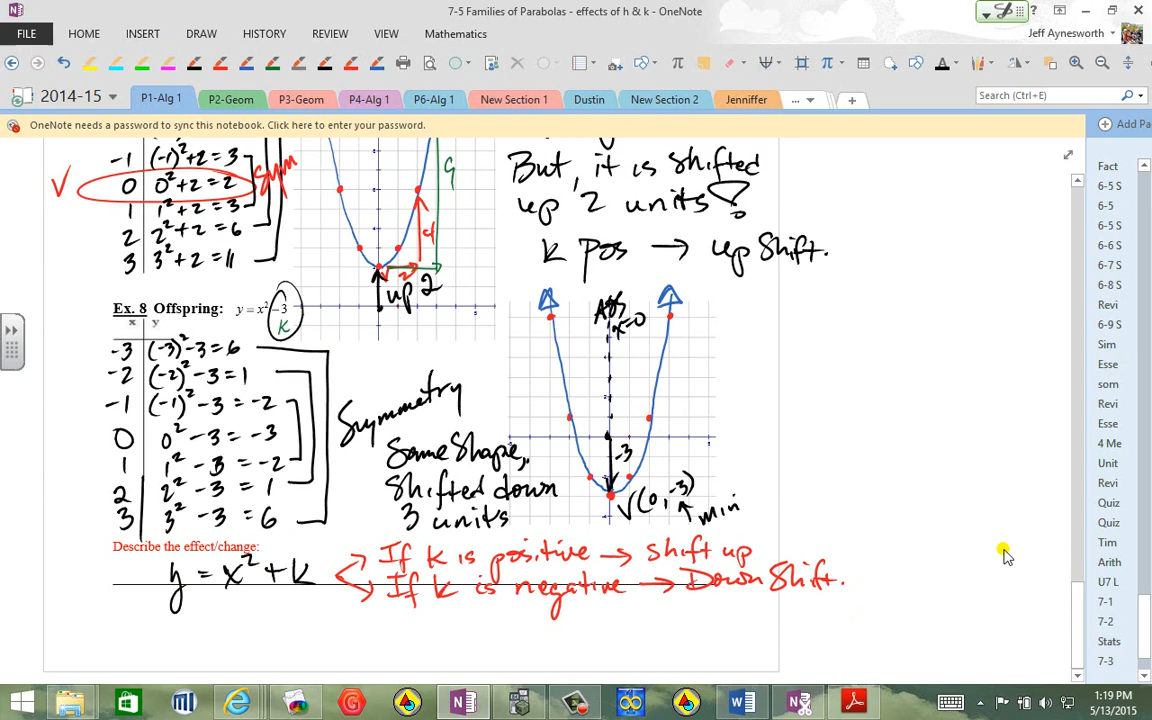 7-5 Families of Parabolas - effects of h & k - OneNote
?
FILE HOME INSERT DRAW HISTORY REVIEW VIEW Mathematics
Jeff Aynesworth
2014-15 P1-Alg 1 P2-Geom P3-Geom P4-Alg 1 P6-Alg 1 New Section 1 Dustin New Section 2 Jenniffer ... +
Search (Ctrl+E)
OneNote needs a password to sync this notebook. Click here to enter your password.
Add Pa
-1 (-1)²+2=3
V 0 0²+2=2 Sym
1 1²+2=3
2 2²+2=6
3 3²+2=11
4
2
up 2
But, it is shifted
up 2 units!
k pos → up shift.
Ex. 8 Offspring: y = x² -3
K
x y
-3 (-3)²-3=6
-2 (-2)²-3=1
-1 (-1)²-3=-2
0 0²-3=-3
1 1²-3=-2
2 2²-3=1
3 3²-3=6
Symmetry
Same Shape,
shifted down
3 units
AOS
x=0
-3
V(0,-3)
↑ min
Describe the effect/change:
y = x² + k
If k is positive → shift up
If k is negative → Down Shift.
Fact
6-5 S
6-5
6-6 S
6-7 S
6-8 S
Revi
6-9 S
Sim
Esse
som
Revi
Esse
4 Me
Unit
Revi
Quiz
Quiz
Tim
Arith
U7 L
7-1
7-2
Stats
7-3
1:19 PM
5/13/2015